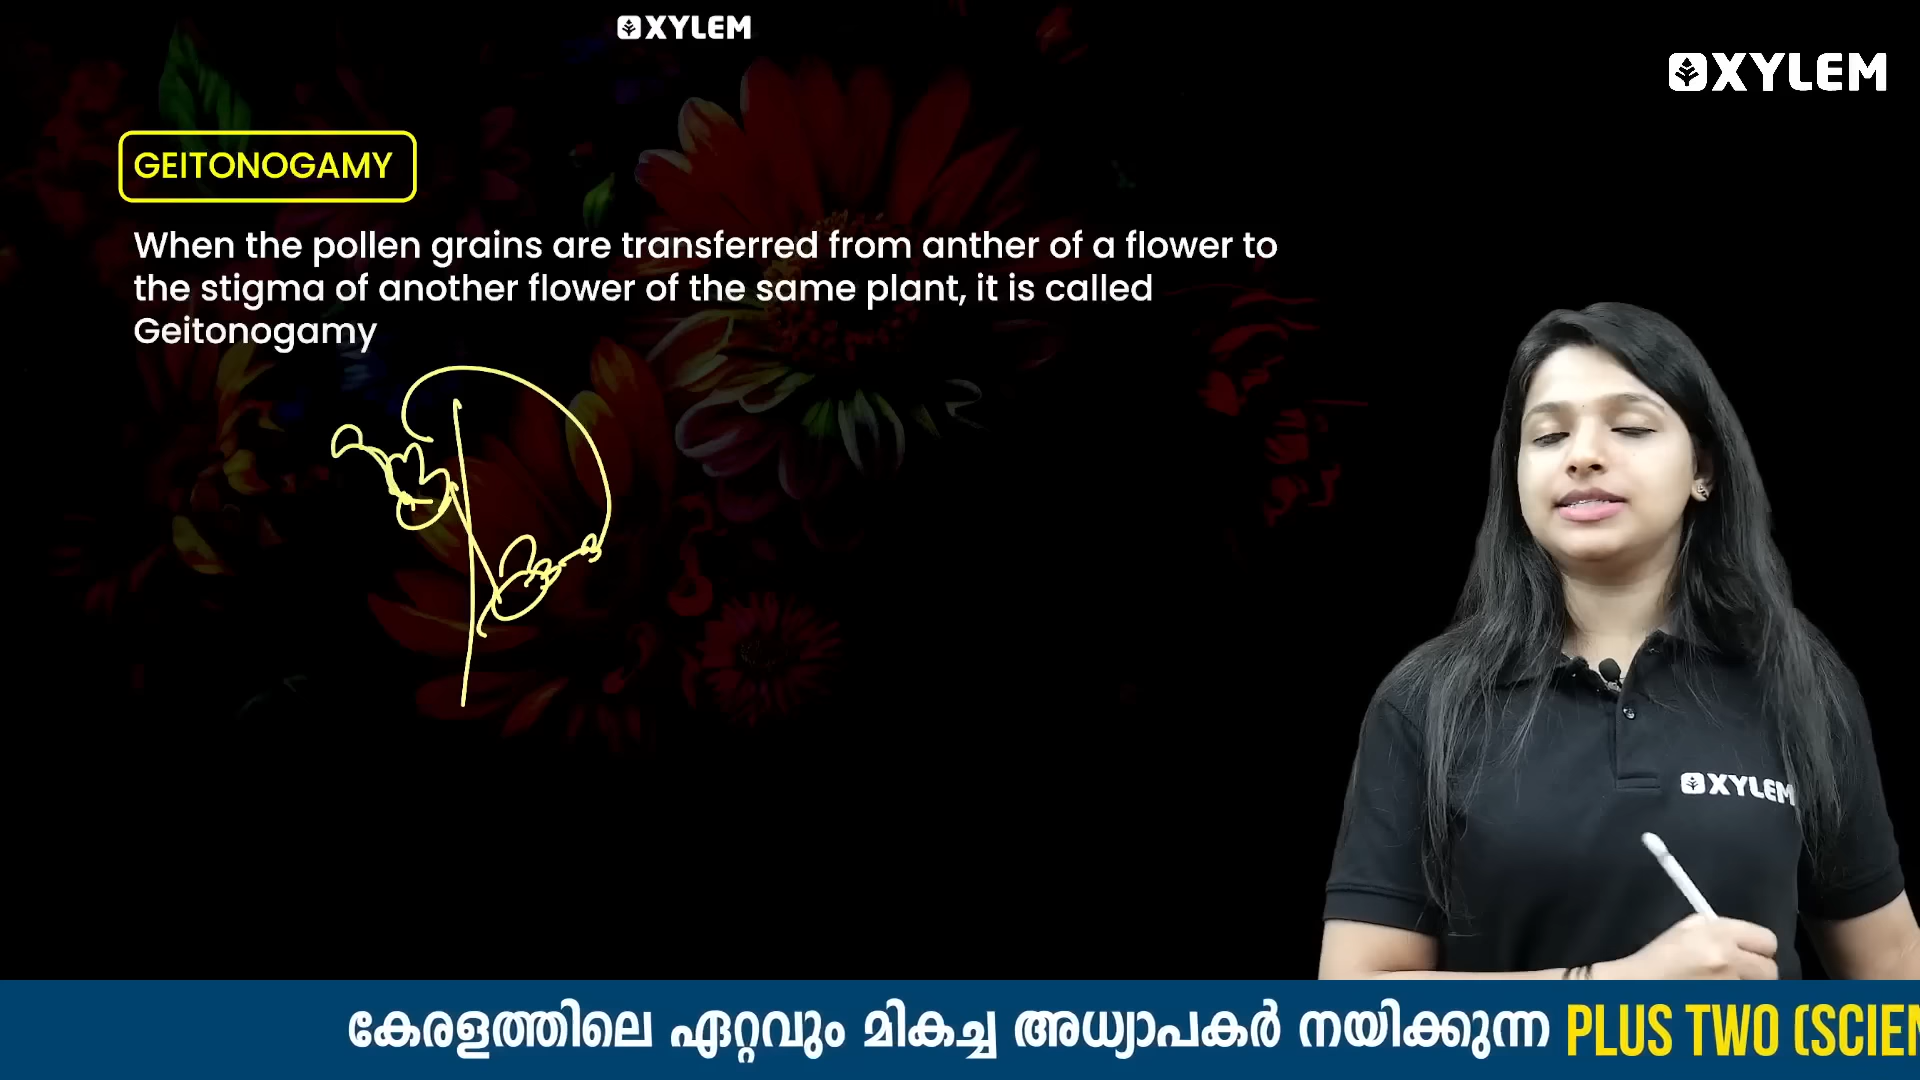 XYLEM
XYLEM
GEITONOGAMY
When the pollen grains are transferred from anther of a flower to
the stigma of another flower of the same plant, it is called
Geitonogamy
XYLEM
കേരളത്തിലെ ഏറ്റവും മികച്ച അധ്യാപകർ നയിക്കുന്ന PLUS TWO (SCIEN